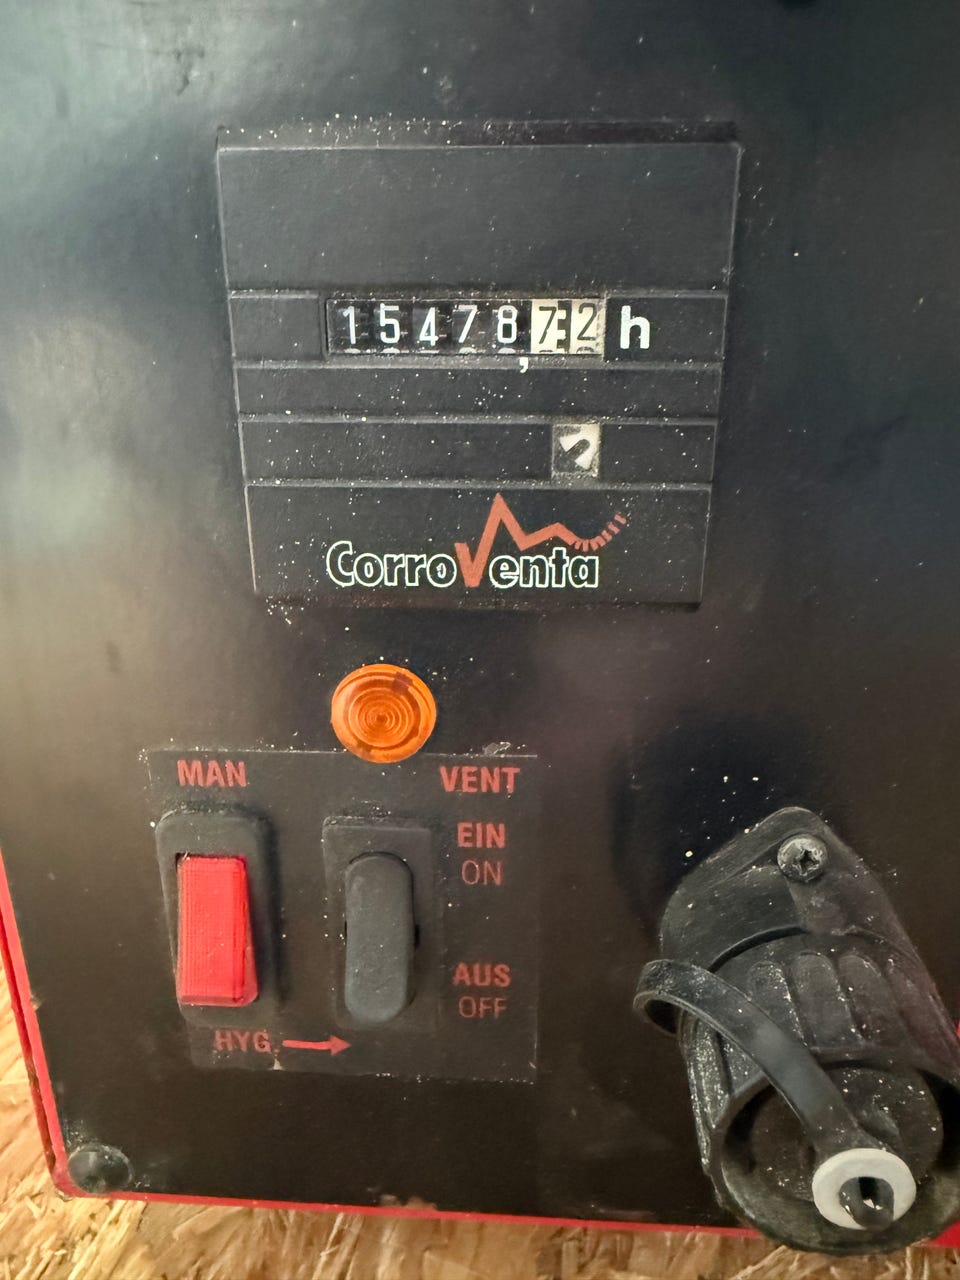 15478,72 h
CorroVenta
MAN
VENT
EIN
ON
AUS
OFF
HYG →